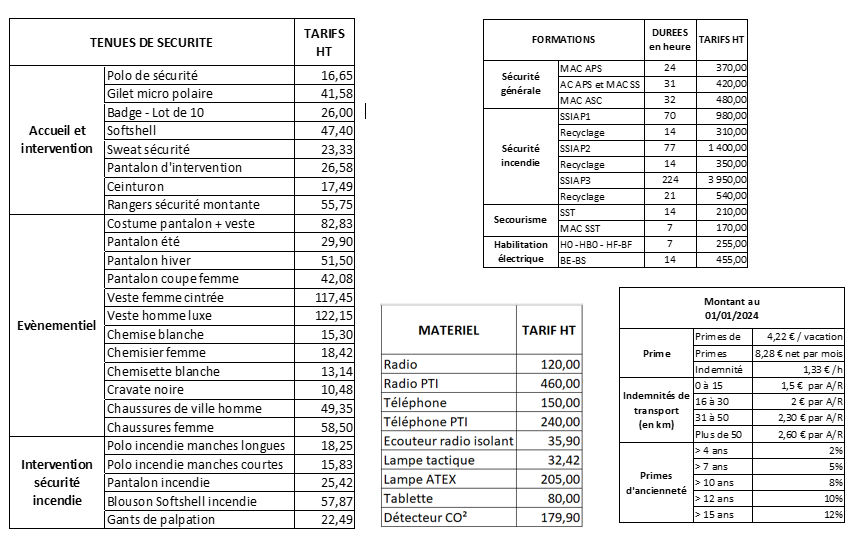 TENUES DE SECURITE TARIFS HT
Accueil et intervention
Polo de sécurité 16,65
Gilet micro polaire 41,58
Badge - Lot de 10 26,00
Softshell 47,40
Sweat sécurité 23,33
Pantalon d'intervention 26,58
Ceinturon 17,49
Rangers sécurité montante 55,75
Evènementiel
Costume pantalon + veste 82,83
Pantalon été 29,90
Pantalon hiver 51,50
Pantalon coupe femme 42,08
Veste femme cintrée 117,45
Veste homme luxe 122,15
Chemise blanche 15,30
Chemisier femme 18,42
Chemisette blanche 13,14
Cravate noire 10,48
Chaussures de ville homme 49,35
Chaussures femme 58,50
Intervention sécurité incendie
Polo incendie manches longues 18,25
Polo incendie manches courtes 15,83
Pantalon incendie 25,42
Blouson Softshell incendie 57,87
Gants de palpation 22,49
FORMATIONS DUREES en heure TARIFS HT
Sécurité générale
MAC APS 24 370,00
AC APS et MAC SS 31 420,00
MAC ASC 32 480,00
Sécurité incendie
SSIAP1 70 980,00
Recyclage 14 310,00
SSIAP2 77 1 400,00
Recyclage 14 350,00
SSIAP3 224 3 950,00
Recyclage 21 540,00
Secourisme
SST 14 210,00
MAC SST 7 170,00
Habilitation électrique
H0 -HB0 - HF-BF 7 255,00
BE-BS 14 455,00
MATERIEL TARIF HT
Radio 120,00
Radio PTI 460,00
Téléphone 150,00
Téléphone PTI 240,00
Ecouteur radio isolant 35,90
Lampe tactique 32,42
Lampe ATEX 205,00
Tablette 80,00
Détecteur CO² 179,90
Montant au
01/01/2024
Prime
Primes de 4,22 € / vacation
Primes 8,28 € net par mois
Indemnité 1,33 € /h
Indemnités de transport (en km)
0 à 15 1,5 € par A/R
16 à 30 2 € par A/R
31 à 50 2,30 € par A/R
Plus de 50 2,60 € par A/R
Primes d'ancienneté
> 4 ans 2%
> 7 ans 5%
> 10 ans 8%
> 12 ans 10%
> 15 ans 12%